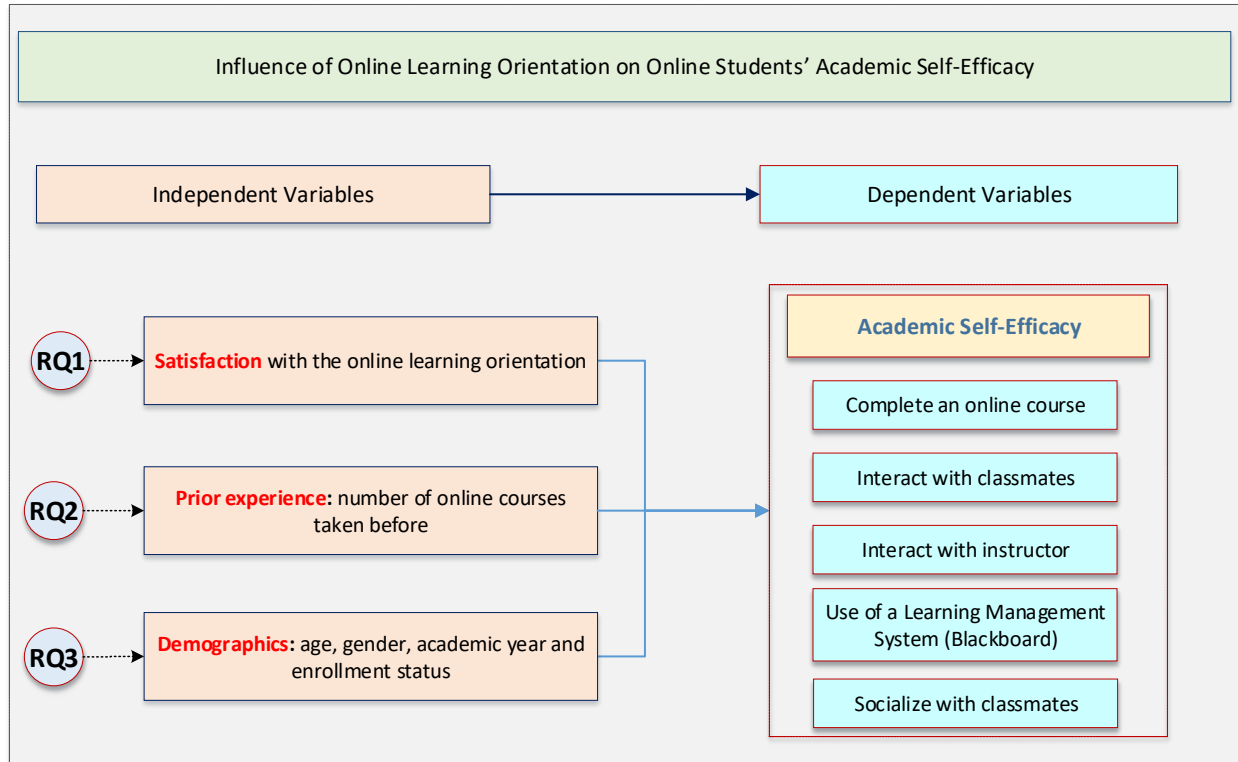 Influence of Online Learning Orientation on Online Students’ Academic Self-Efficacy
Independent Variables
Dependent Variables
RQ1
Satisfaction with the online learning orientation
RQ2
Prior experience: number of online courses
taken before
RQ3
Demographics: age, gender, academic year and
enrollment status
Academic Self-Efficacy
Complete an online course
Interact with classmates
Interact with instructor
Use of a Learning Management
System (Blackboard)
Socialize with classmates